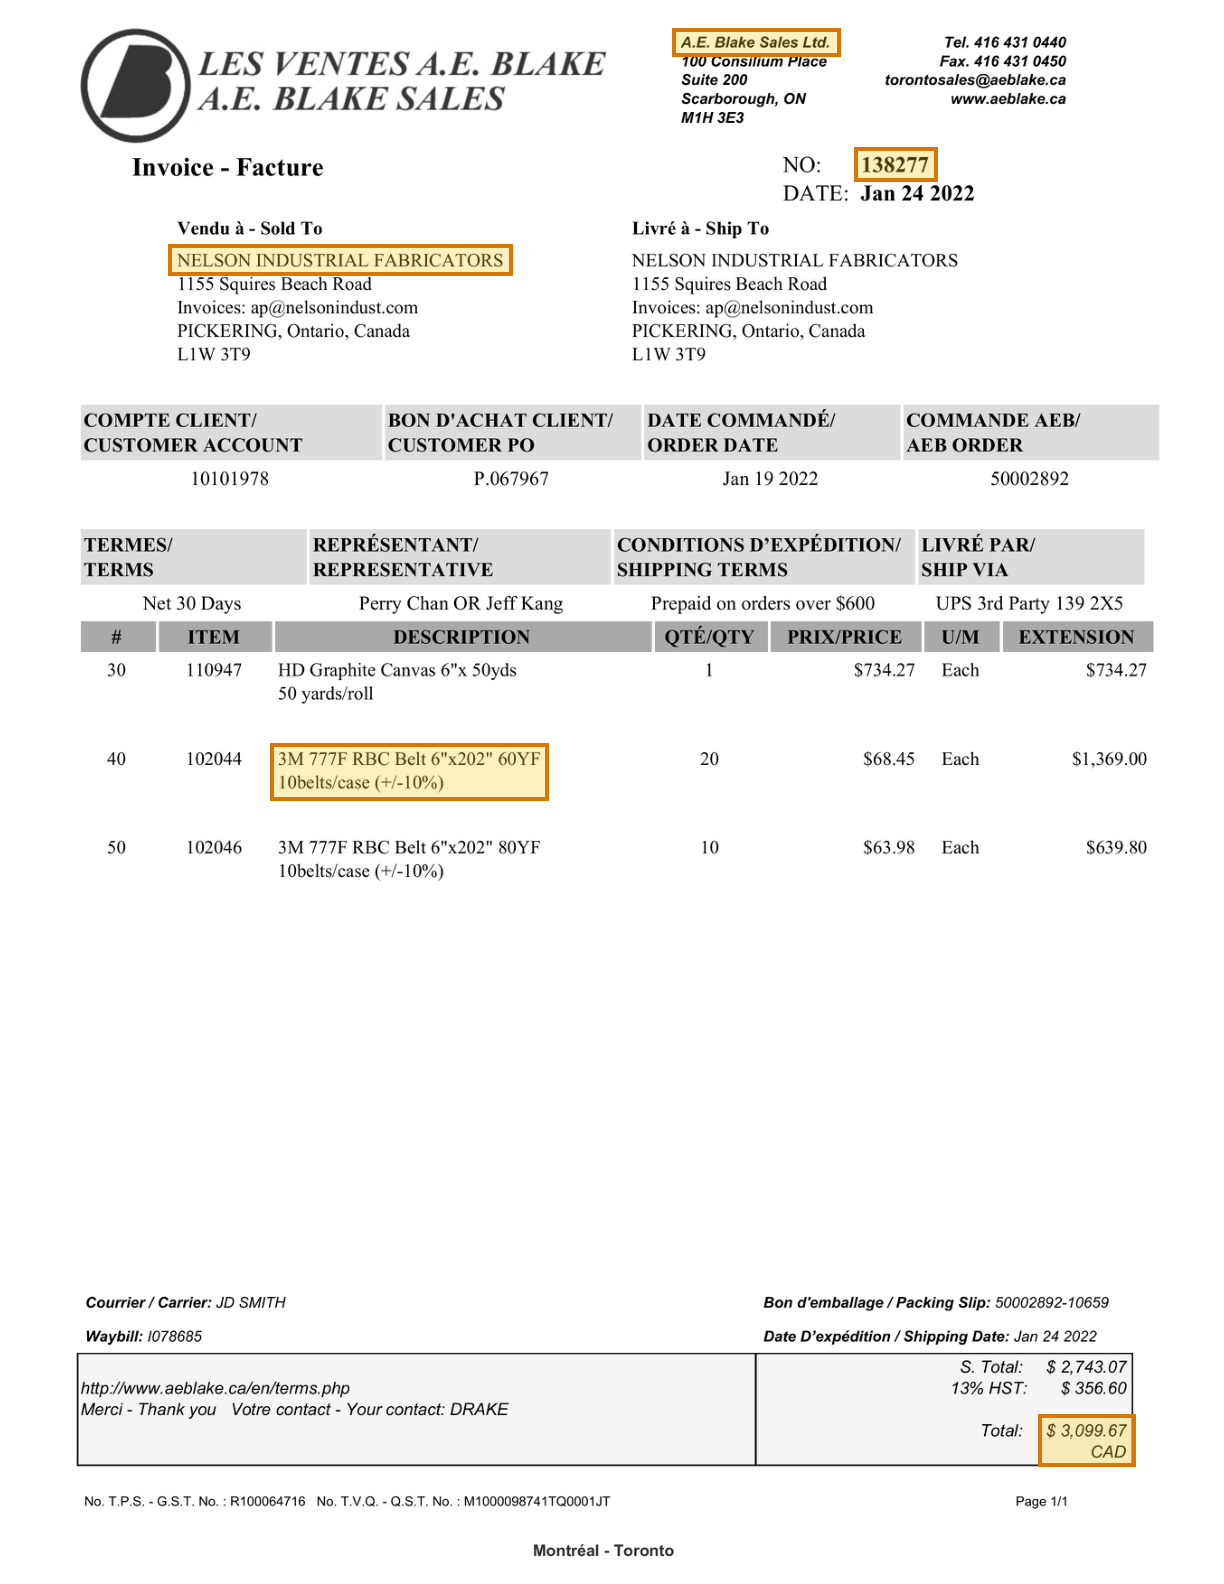 LES VENTES A.E. BLAKE
A.E. BLAKE SALES
A.E. Blake Sales Ltd.
100 Consilium Place
Suite 200
Scarborough, ON
M1H 3E3
Tel. 416 431 0440
Fax. 416 431 0450
torontosales@aeblake.ca
www.aeblake.ca
Invoice - Facture
NO: 138277
DATE: Jan 24 2022
Vendu à - Sold To
NELSON INDUSTRIAL FABRICATORS
1155 Squires Beach Road
Invoices: ap@nelsonindust.com
PICKERING, Ontario, Canada
L1W 3T9
Livré à - Ship To
NELSON INDUSTRIAL FABRICATORS
1155 Squires Beach Road
Invoices: ap@nelsonindust.com
PICKERING, Ontario, Canada
L1W 3T9
COMPTE CLIENT/ BON D'ACHAT CLIENT/ DATE COMMANDÉ/ COMMANDE AEB/
CUSTOMER ACCOUNT CUSTOMER PO ORDER DATE AEB ORDER
10101978 P.067967 Jan 19 2022 50002892
TERMES/ REPRÉSENTANT/ CONDITIONS D’EXPÉDITION/ LIVRÉ PAR/
TERMS REPRESENTATIVE SHIPPING TERMS SHIP VIA
Net 30 Days Perry Chan OR Jeff Kang Prepaid on orders over $600 UPS 3rd Party 139 2X5
# ITEM DESCRIPTION QTÉ/QTY PRIX/PRICE U/M EXTENSION
30 110947 HD Graphite Canvas 6"x 50yds 1 $734.27 Each $734.27
50 yards/roll
40 102044 3M 777F RBC Belt 6"x202" 60YF 20 $68.45 Each $1,369.00
10belts/case (+/-10%)
50 102046 3M 777F RBC Belt 6"x202" 80YF 10 $63.98 Each $639.80
10belts/case (+/-10%)
Courrier / Carrier: JD SMITH
Bon d'emballage / Packing Slip: 50002892-10659
Waybill: I078685
Date D’expédition / Shipping Date: Jan 24 2022
http://www.aeblake.ca/en/terms.php
Merci - Thank you Votre contact - Your contact: DRAKE
S. Total: $ 2,743.07
13% HST: $ 356.60
Total: $ 3,099.67
CAD
No. T.P.S. - G.S.T. No. : R100064716 No. T.V.Q. - Q.S.T. No. : M1000098741TQ0001JT
Page 1/1
Montréal - Toronto